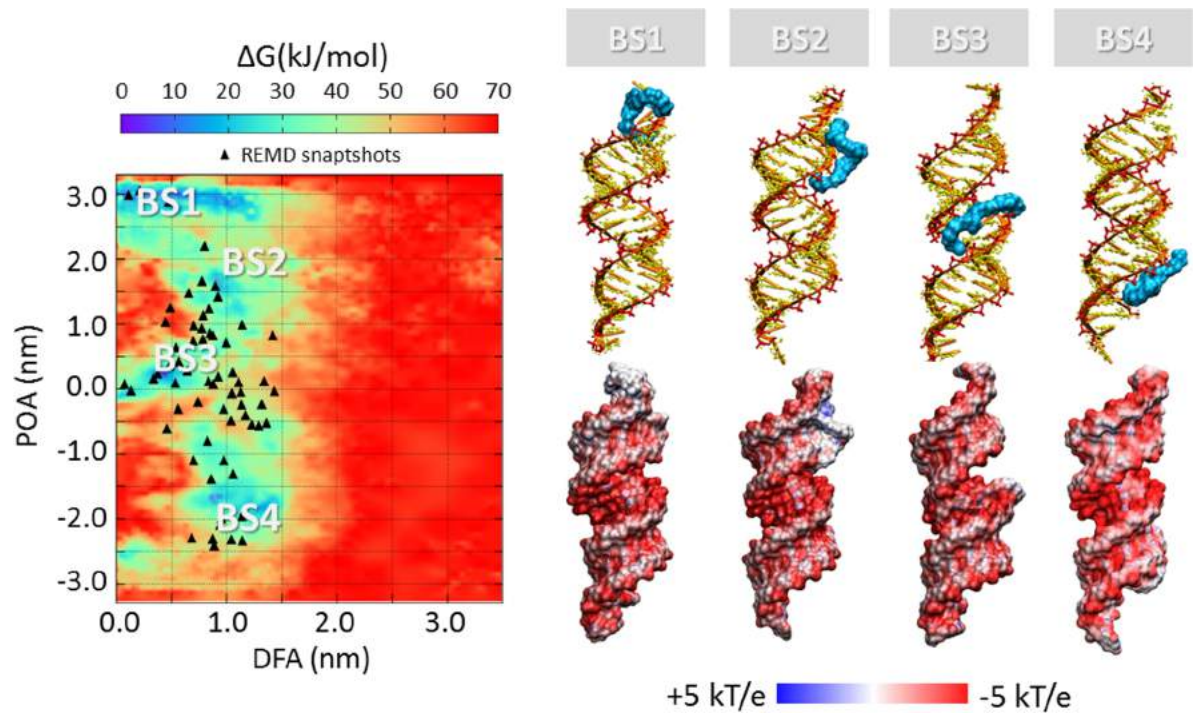 ΔG(kJ/mol)
0 10 20 30 40 50 60 70
▲ REMD snaptshots
BS1
BS2
BS3
BS4
3.0
2.0
1.0
0.0
-1.0
-2.0
-3.0
POA (nm)
0.0 1.0 2.0 3.0
DFA (nm)
BS1 BS2 BS3 BS4
+5 kT/e -5 kT/e